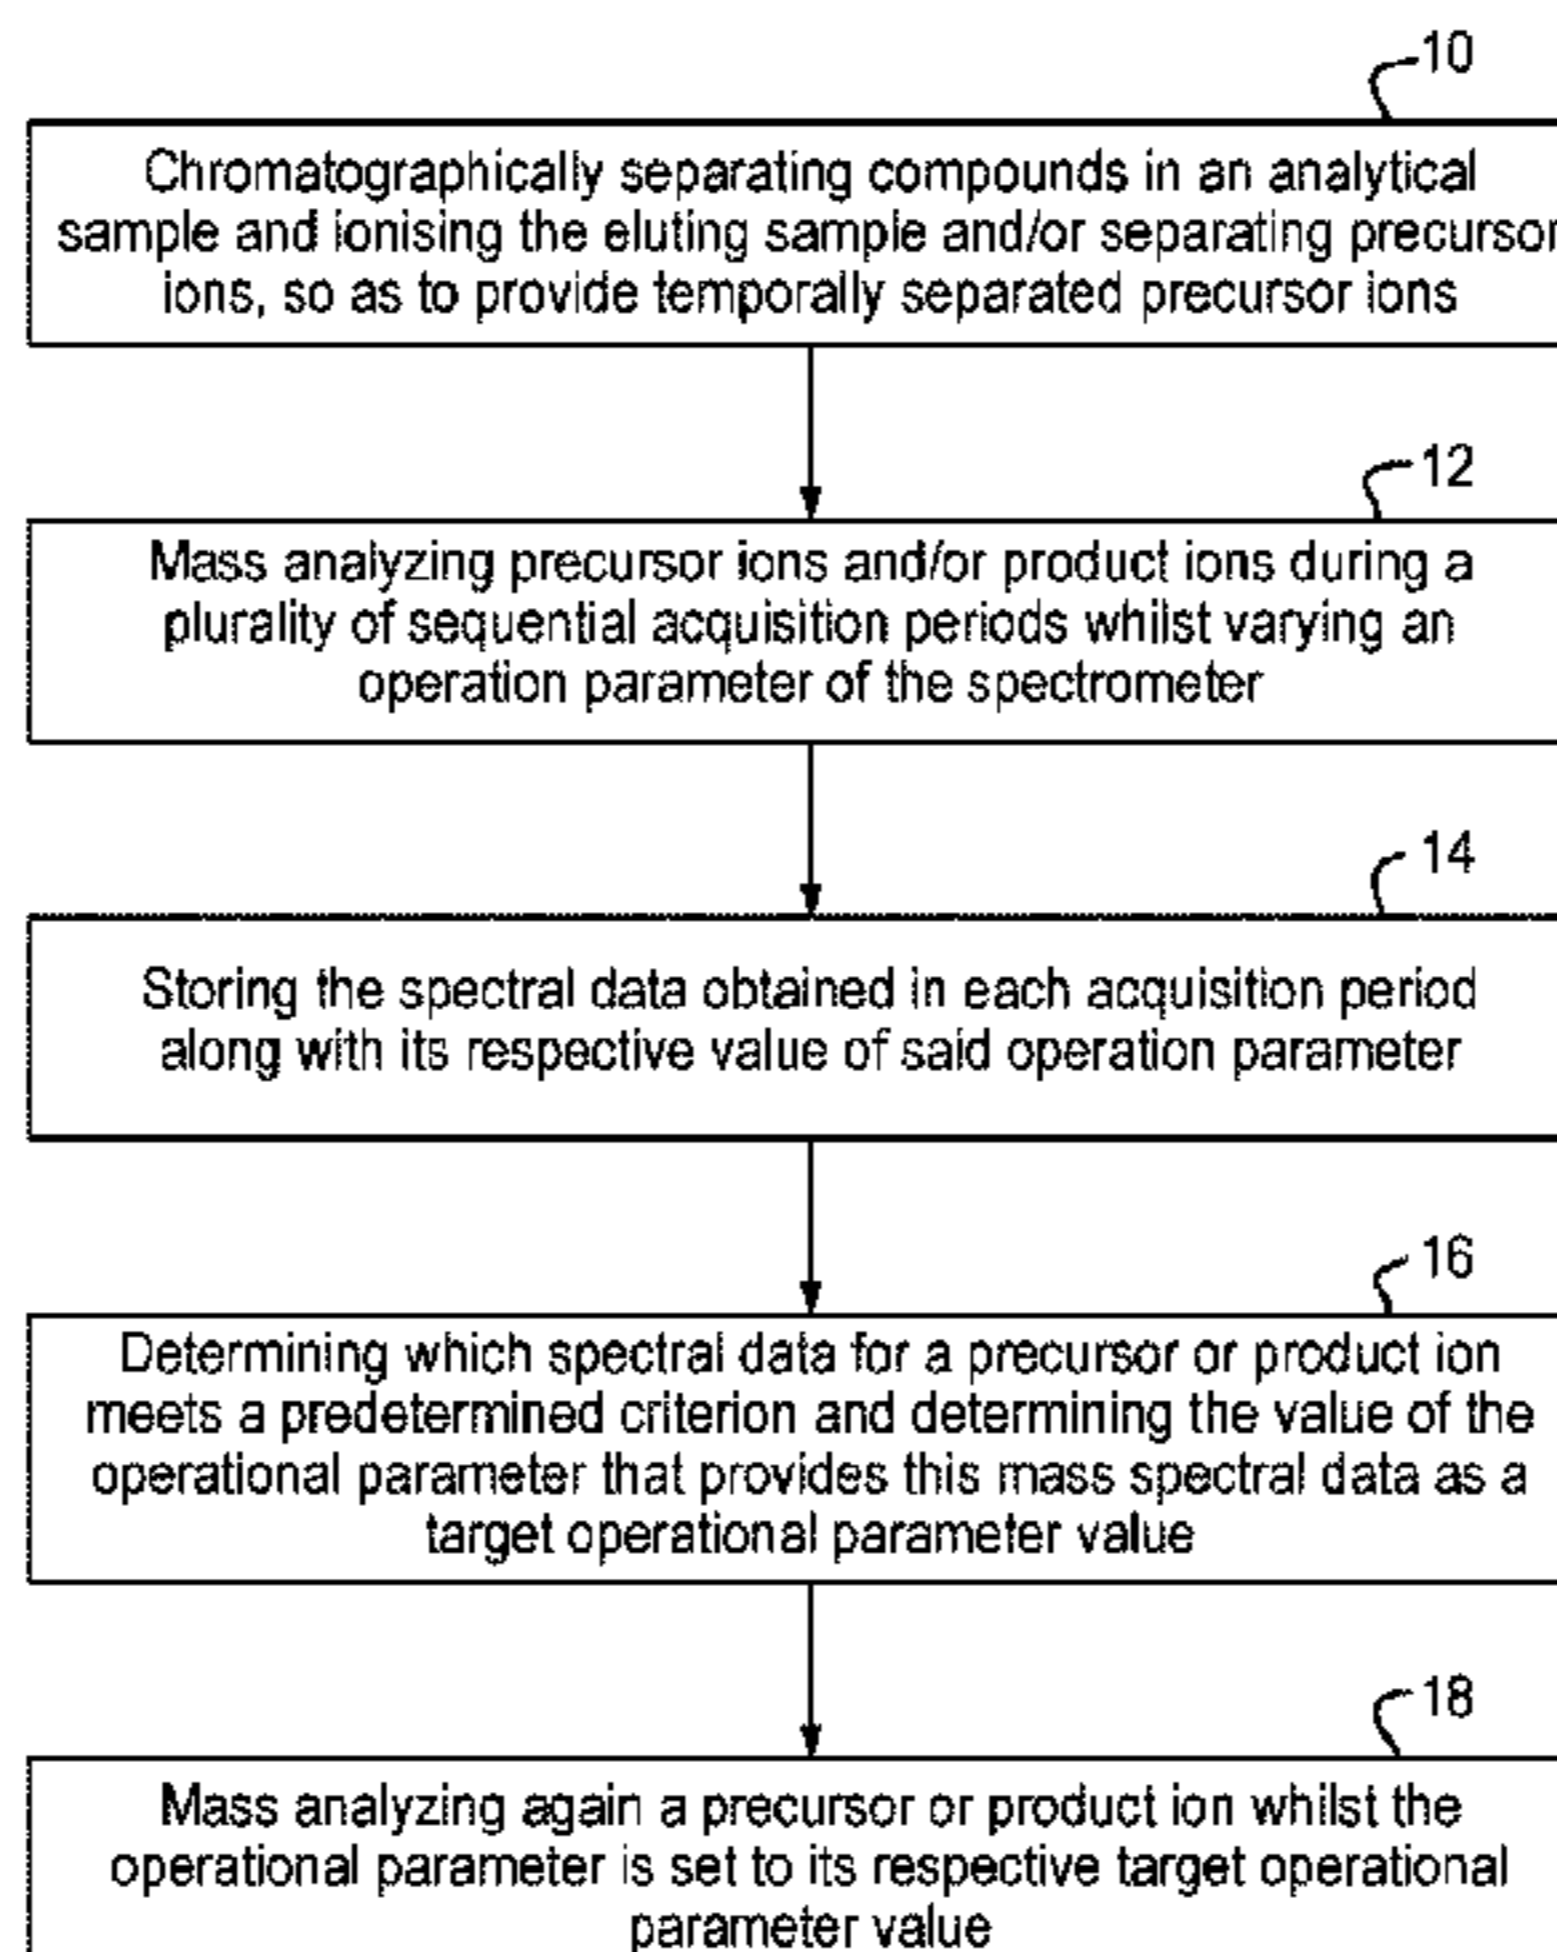 10
Chromatographically separating compounds in an analytical
sample and ionising the eluting sample and/or separating precursor
ions, so as to provide temporally separated precursor ions
12
Mass analyzing precursor ions and/or product ions during a
plurality of sequential acquisition periods whilst varying an
operation parameter of the spectrometer
14
Storing the spectral data obtained in each acquisition period
along with its respective value of said operation parameter
16
Determining which spectral data for a precursor or product ion
meets a predetermined criterion and determining the value of the
operational parameter that provides this mass spectral data as a
target operational parameter value
18
Mass analyzing again a precursor or product ion whilst the
operational parameter is set to its respective target operational
parameter value